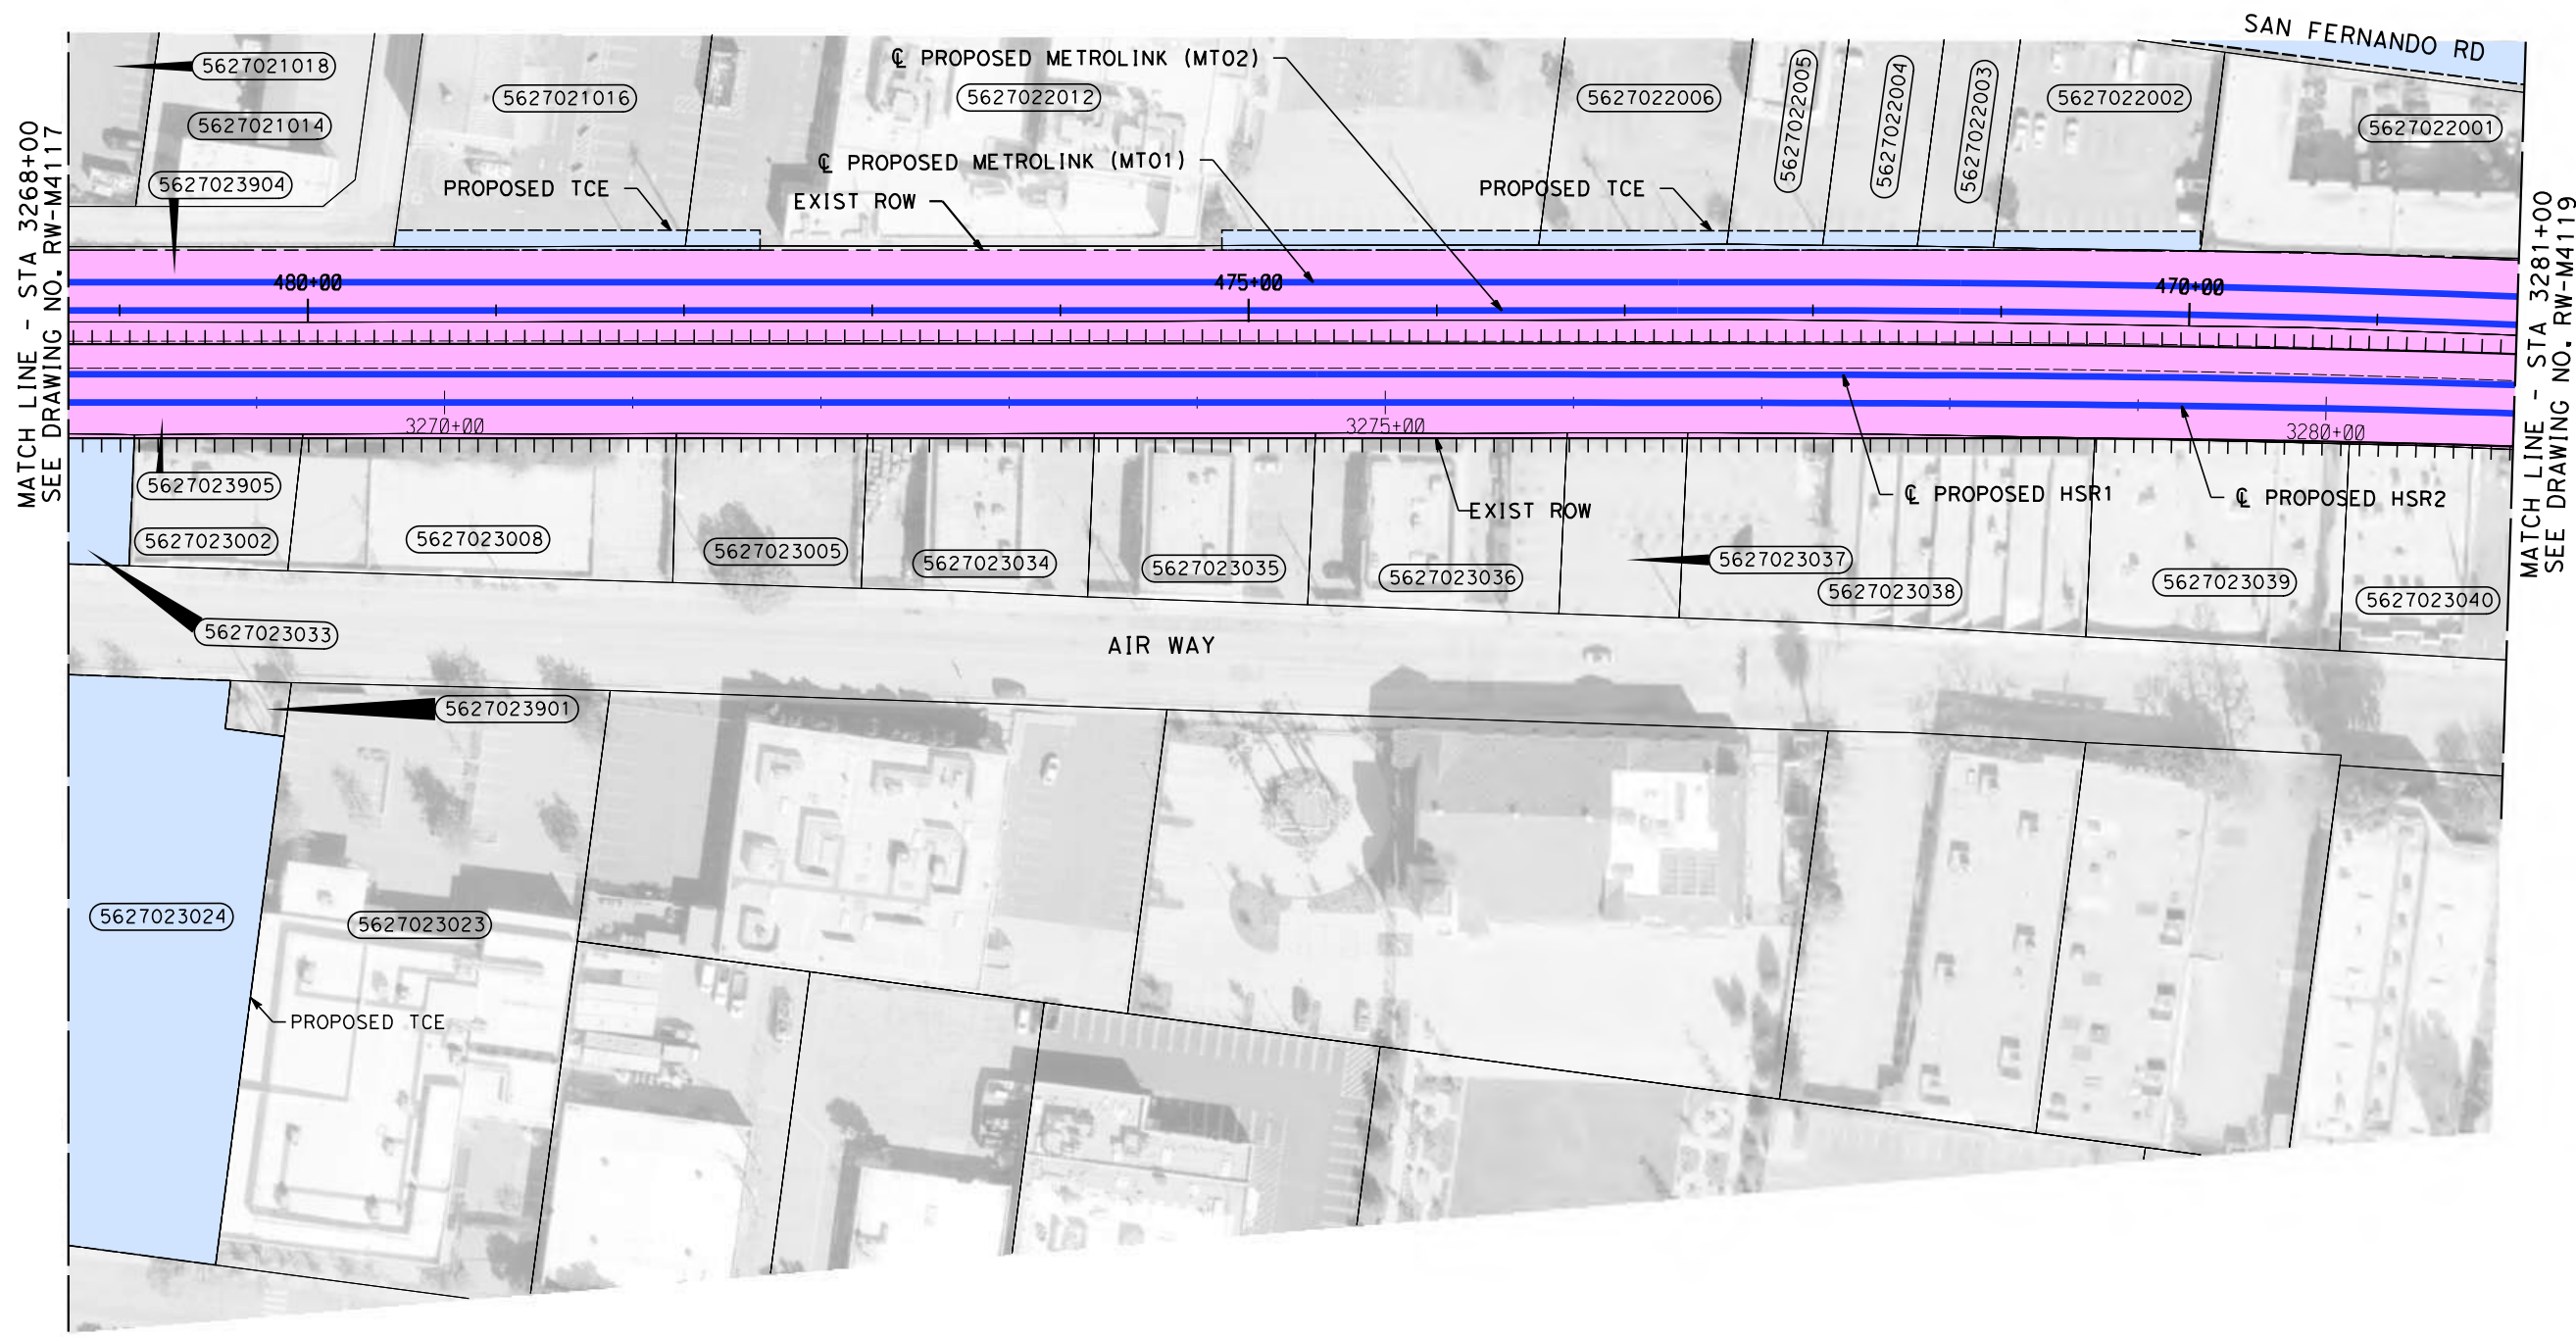 SAN FERNANDO RD
℄ PROPOSED METROLINK (MT02)
5627021018
5627021016
5627022012
5627022006
5627022005
5627022004
5627022003
5627022002
5627022001
5627021014
℄ PROPOSED METROLINK (MT01)
5627023904
PROPOSED TCE
EXIST ROW
PROPOSED TCE
MATCH LINE - STA 3268+00
SEE DRAWING NO. RW-M4117
MATCH LINE - STA 3281+00
SEE DRAWING NO. RW-M4119
480+00
475+00
470+00
3270+00
3275+00
3280+00
5627023905
℄ PROPOSED HSR1
℄ PROPOSED HSR2
EXIST ROW
5627023002
5627023008
5627023005
5627023034
5627023035
5627023036
5627023037
5627023038
5627023039
5627023040
5627023033
AIR WAY
5627023901
5627023024
5627023023
PROPOSED TCE